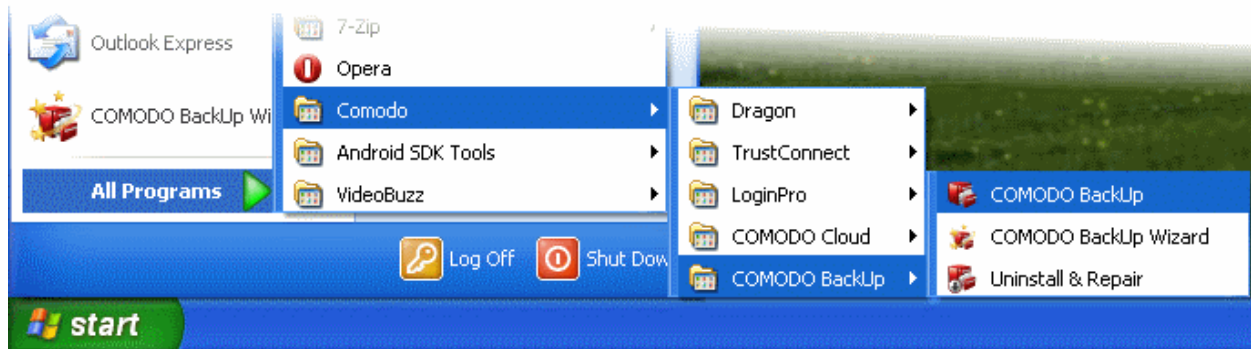 Outlook Express
COMODO BackUp Wi
All Programs
7-Zip
Opera
Comodo
Android SDK Tools
VideoBuzz
Dragon
TrustConnect
LoginPro
COMODO Cloud
COMODO BackUp
COMODO BackUp
COMODO BackUp Wizard
Uninstall & Repair
Log Off
Shut Dow
start